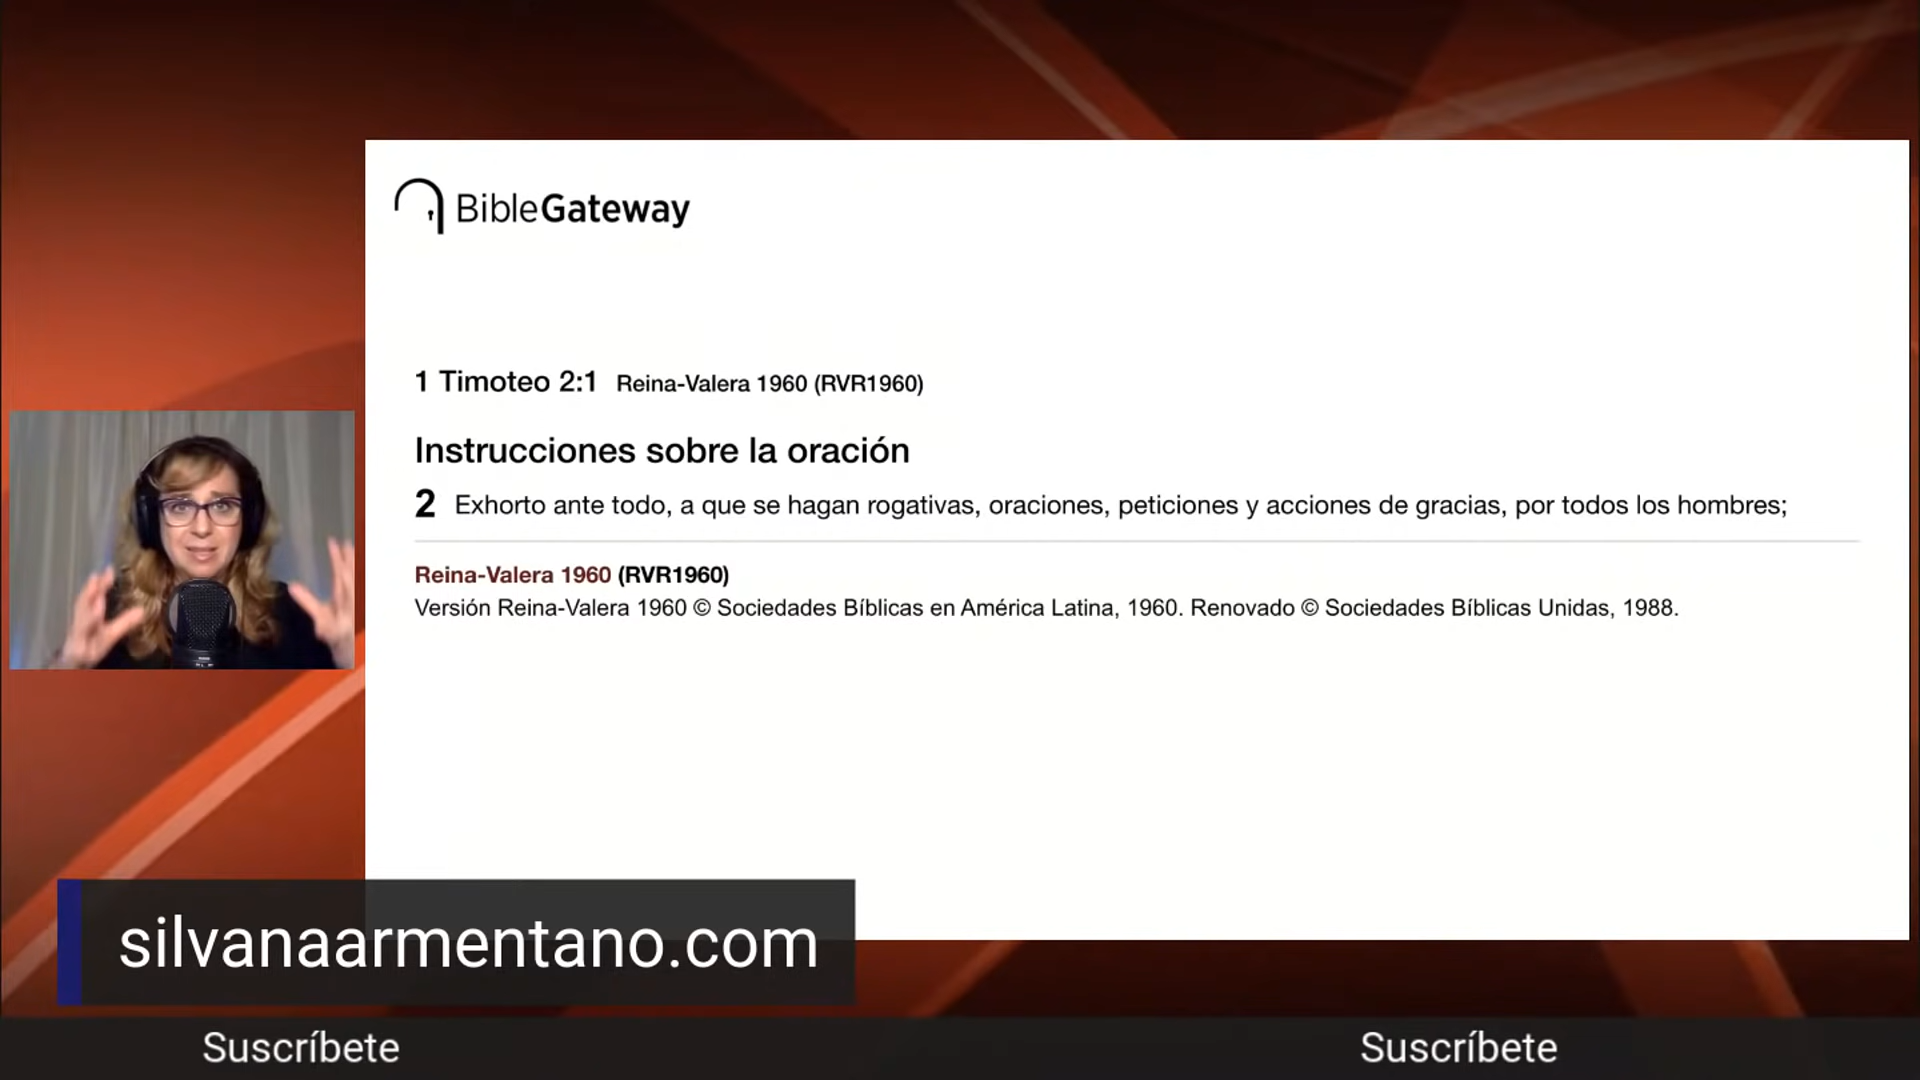 BibleGateway
1 Timoteo 2:1 Reina-Valera 1960 (RVR1960)
Instrucciones sobre la oración
2 Exhorto ante todo, a que se hagan rogativas, oraciones, peticiones y acciones de gracias, por todos los hombres;
Reina-Valera 1960 (RVR1960)
Versión Reina-Valera 1960 © Sociedades Bíblicas en América Latina, 1960. Renovado © Sociedades Bíblicas Unidas, 1988.
silvanaarmentano.com
Suscríbete Suscríbete